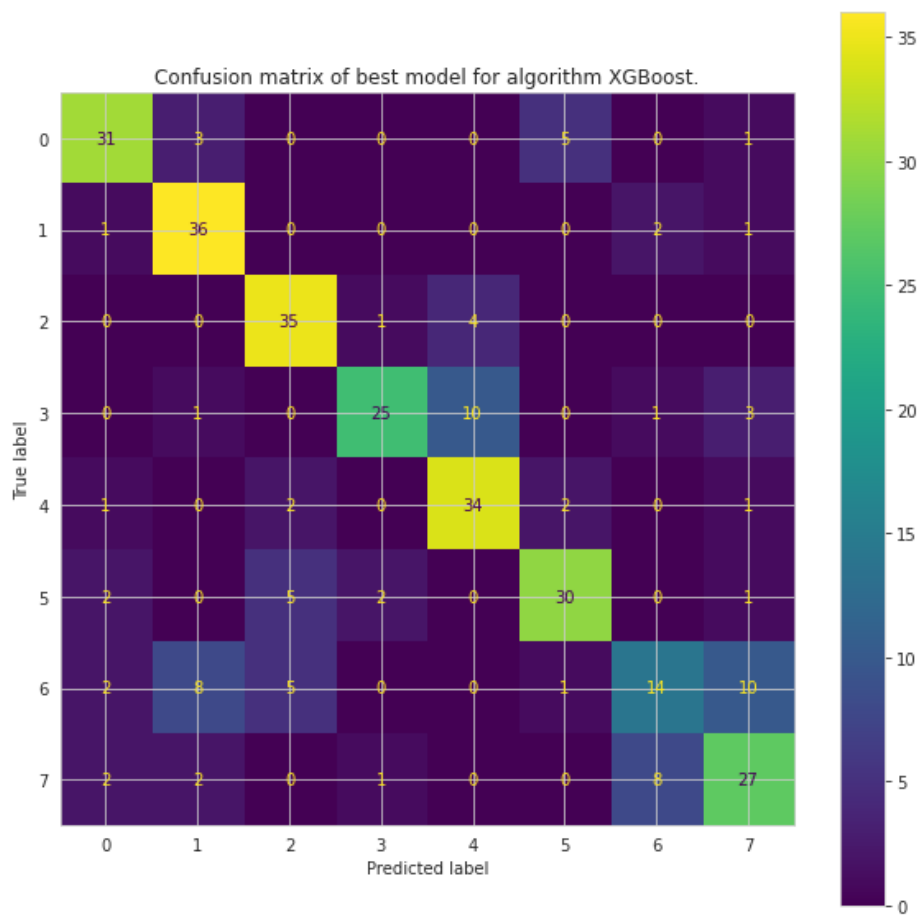 Confusion matrix of best model for algorithm XGBoost.
True label
0 31 3 0 0 0 5 0 1
1 1 36 0 0 0 0 2 1
2 0 0 35 1 4 0 0 0
3 0 1 0 25 10 0 1 3
4 1 0 2 0 34 2 0 1
5 2 0 5 2 0 30 0 1
6 2 8 5 0 0 1 14 10
7 2 2 0 1 0 0 8 27
0 1 2 3 4 5 6 7
Predicted label
35
30
25
20
15
10
5
0